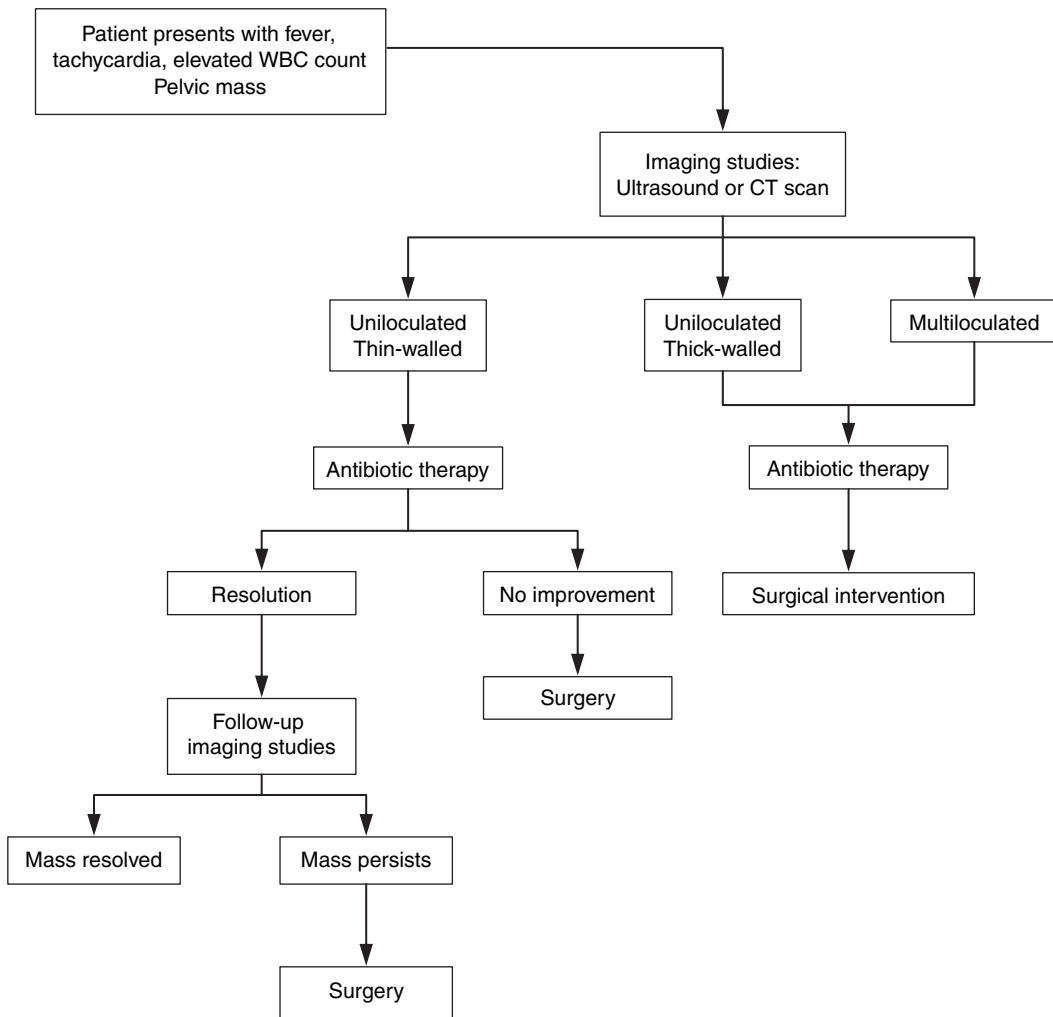 Patient presents with fever,
tachycardia, elevated WBC count
Pelvic mass
Imaging studies:
Ultrasound or CT scan
Uniloculated
Thin-walled
Uniloculated
Thick-walled
Multiloculated
Antibiotic therapy
Antibiotic therapy
Resolution
No improvement
Surgical intervention
Surgery
Follow-up
imaging studies
Mass resolved
Mass persists
Surgery